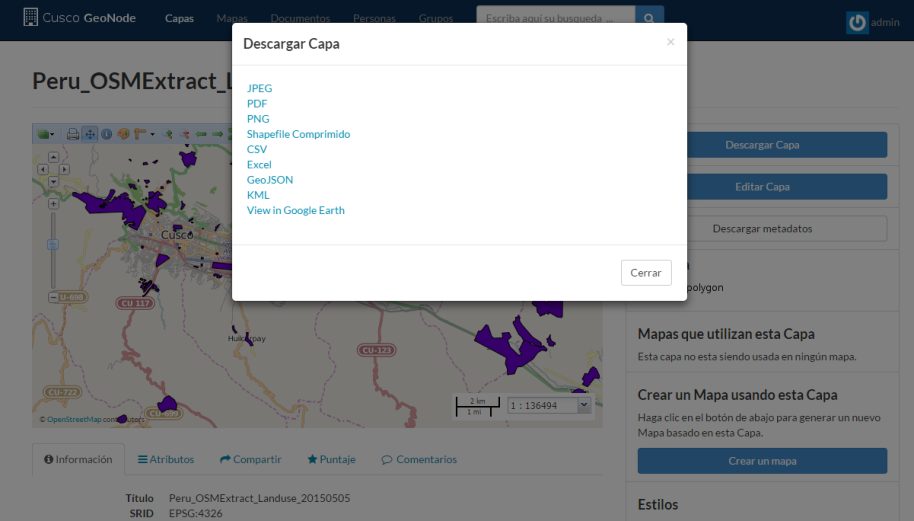 Cusco GeoNode Capas Mapas Documentos Personas Grupos Escriba aquí su busqueda ... admin
Descargar Capa ×
Peru_OSMExtract_L
JPEG
PDF
PNG
Shapefile Comprimido
CSV
Excel
GeoJSON
KML
View in Google Earth
Cerrar
Descargar Capa
Editar Capa
Descargar metadatos
polygon
Mapas que utilizan esta Capa
Esta capa no esta siendo usada en ningún mapa.
Crear un Mapa usando esta Capa
Haga clic en el botón de abajo para generar un nuevo
Mapa basado en esta Capa.
Crear un mapa
Estilos
Cusco
CU 117
CU-123
CU-722
2 km
1 mi
1 : 136494
© OpenStreetMap contributors
Información Atributos Compartir Puntaje Comentarios
Título Peru_OSMExtract_Landuse_20150505
SRID EPSG:4326